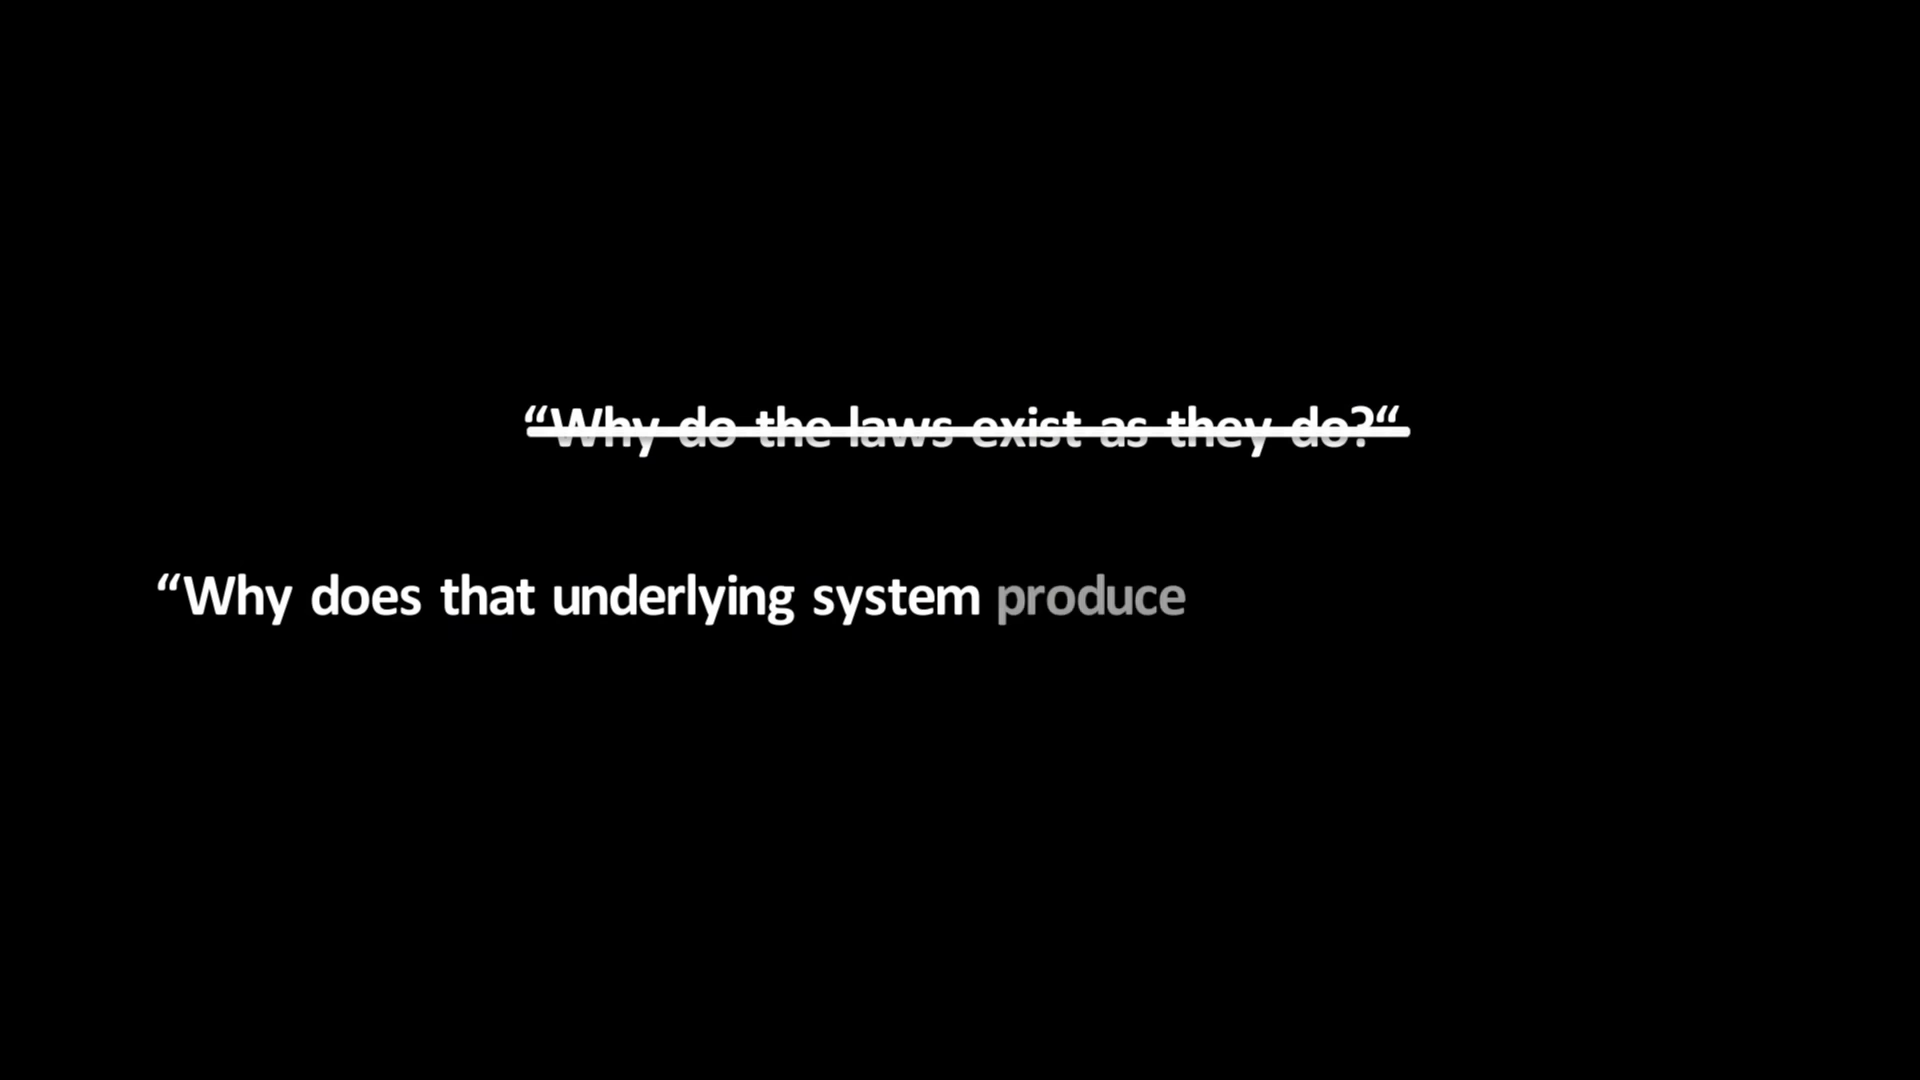 “Why do the laws exist as they do?“
“Why does that underlying system produce